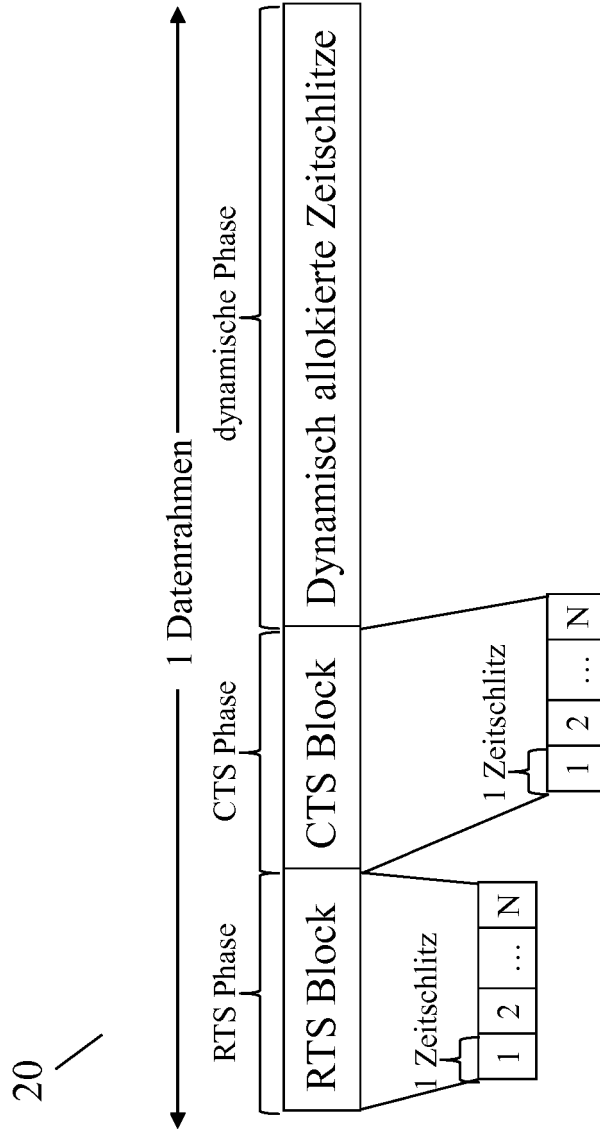 20
1 Datenrahmen
RTS Phase
CTS Phase
dynamische Phase
RTS Block
CTS Block
Dynamisch allokierte Zeitschlitze
1 Zeitschlitz
1 2 … N
1 Zeitschlitz
1 2 … N